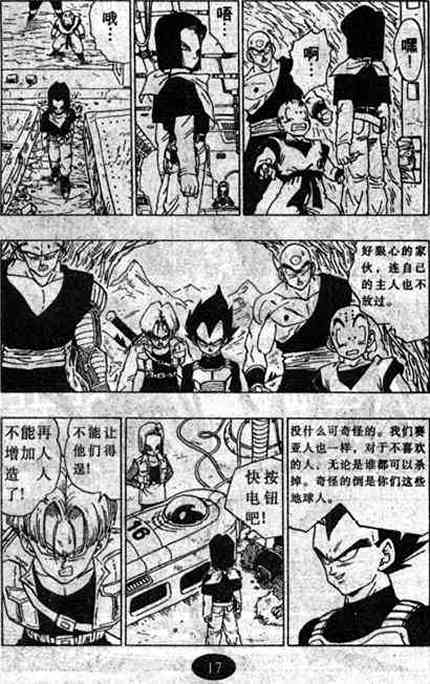 嘿！
啊…
唔…
哦…
好狠心的家
伙，连自己
的主人也不
放过。
没什么可奇怪的。我们赛
亚人也一样，对于不喜欢
的人，无论是谁都可以杀
掉。奇怪的倒是你们这些
地球人。
快按
电钮
吧！
16
不能让
他们得
逞！
不能再
增加人
造人了！
17